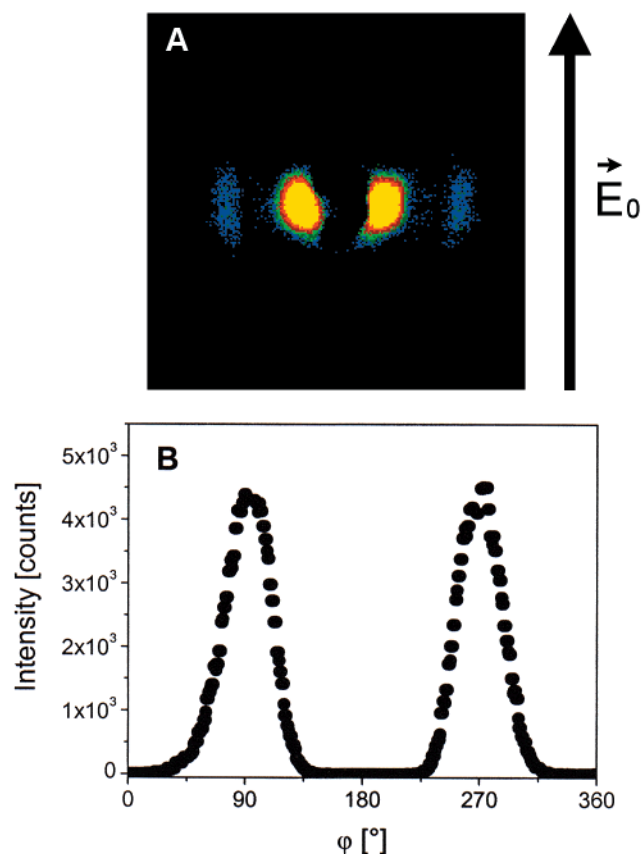 A
E₀
B
5x10³
4x10³
3x10³
2x10³
1x10³
0
Intensity [counts]
0 90 180 270 360
φ [°]